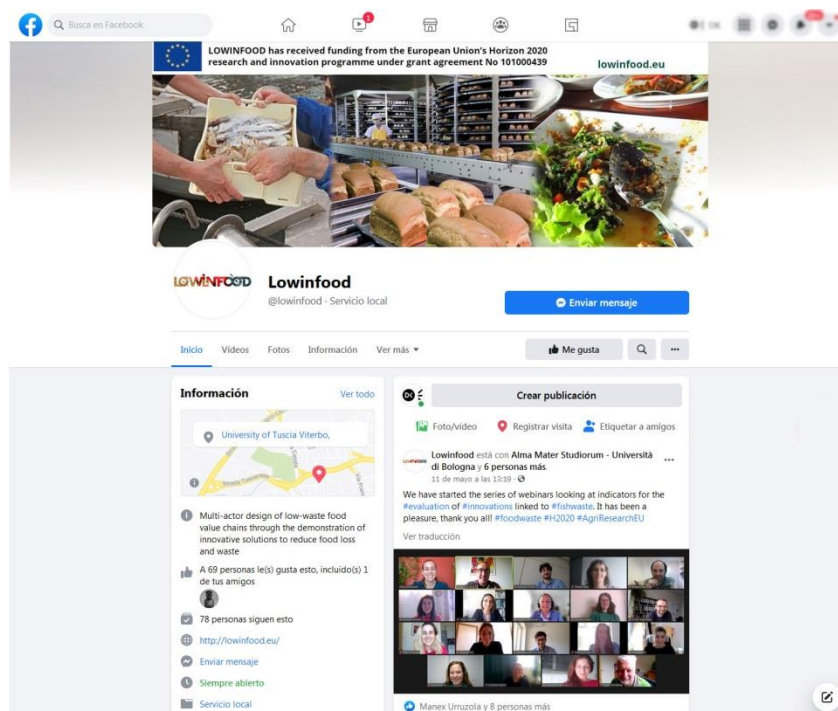 Busca en Facebook
1
LOWINFOOD has received funding from the European Union's Horizon 2020
research and innovation programme under grant agreement No 101000439
lowinfood.eu
LOWINFOOD
Lowinfood
@lowinfood · Servicio local
Enviar mensaje
Inicio Vídeos Fotos Información Ver más
Me gusta
Información Ver todo
University of Tuscia Viterbo,
Multi-actor design of low-waste food
value chains through the demonstration of
innovative solutions to reduce food loss
and waste
A 69 personas le(s) gusta esto, incluido(s) 1
de tus amigos
78 personas siguen esto
http://lowinfood.eu/
Enviar mensaje
Siempre abierto
Servicio local
Crear publicación
Foto/vídeo Registrar visita Etiquetar a amigos
Lowinfood está con Alma Mater Studiorum - Università
di Bologna y 6 personas más.
11 de mayo a las 13:19 ·
We have started the series of webinars looking at indicators for the
#evaluation of #innovations linked to #fishwaste. It has been a
pleasure, thank you all! #foodwaste #H2020 #AgriResearchEU
Ver traducción
Manex Urruzola y 8 personas más